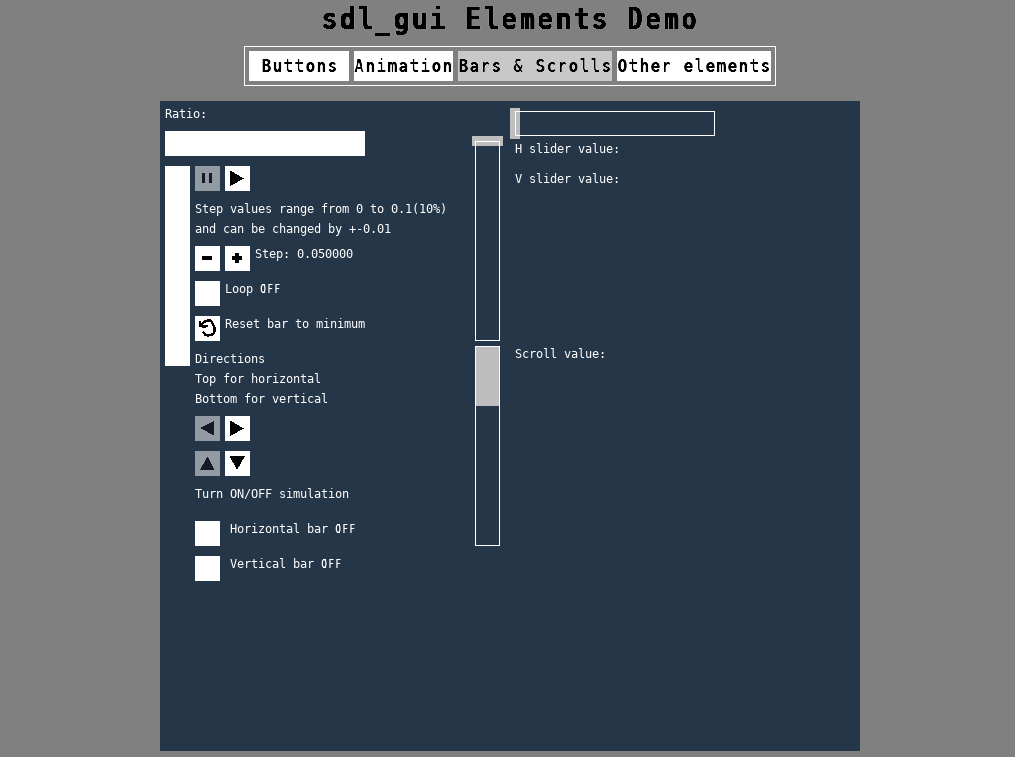 sdl_gui Elements Demo
Buttons Animation Bars & Scrolls Other elements
Ratio:
Step values range from 0 to 0.1(10%)
and can be changed by +-0.01
Step: 0.050000
Loop OFF
Reset bar to minimum
Directions
Top for horizontal
Bottom for vertical
Turn ON/OFF simulation
Horizontal bar OFF
Vertical bar OFF
H slider value:
V slider value:
Scroll value: